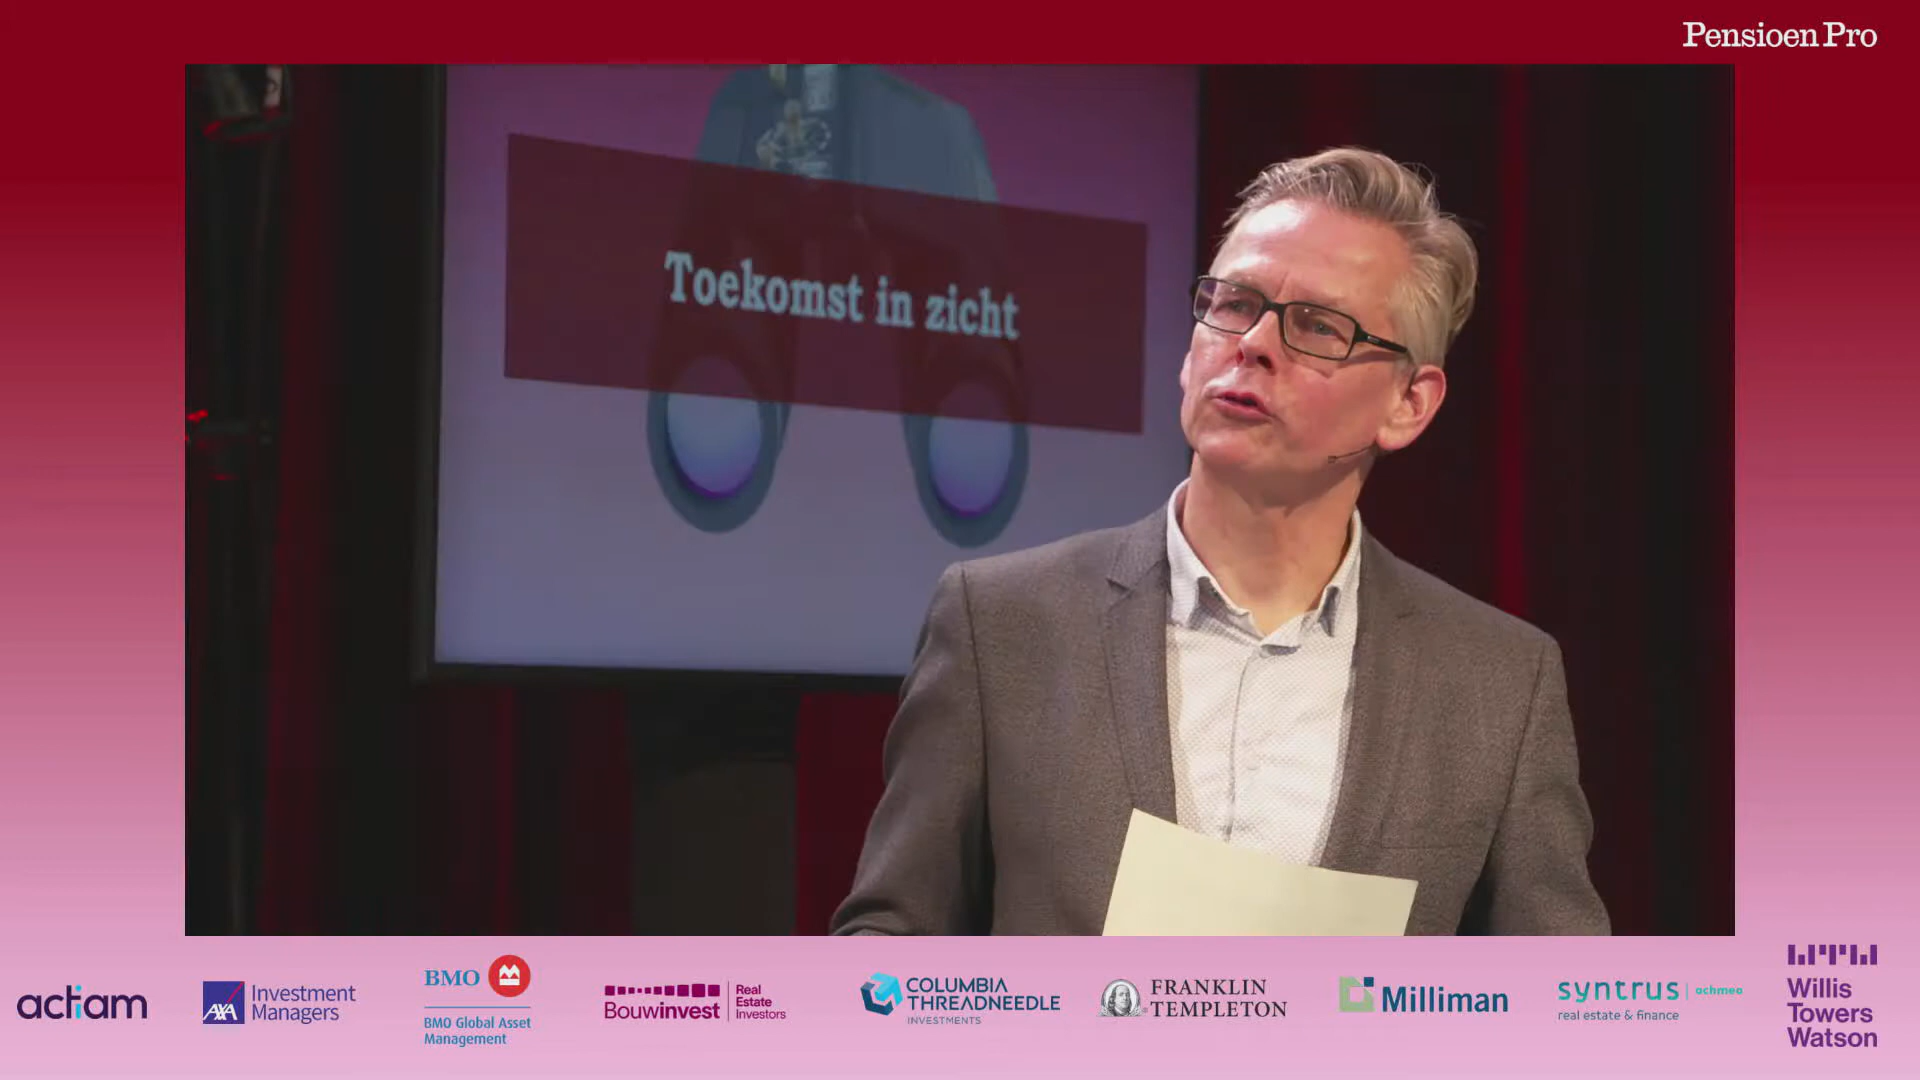 Pensioen Pro
Toekomst in zicht
actiam
AXA
Investment
Managers
BMO
BMO Global Asset
Management
Bouwinvest
Real
Estate
Investors
COLUMBIA
THREADNEEDLE
INVESTMENTS
FRANKLIN
TEMPLETON
Milliman
syntrus | achmea
real estate & finance
Willis
Towers
Watson